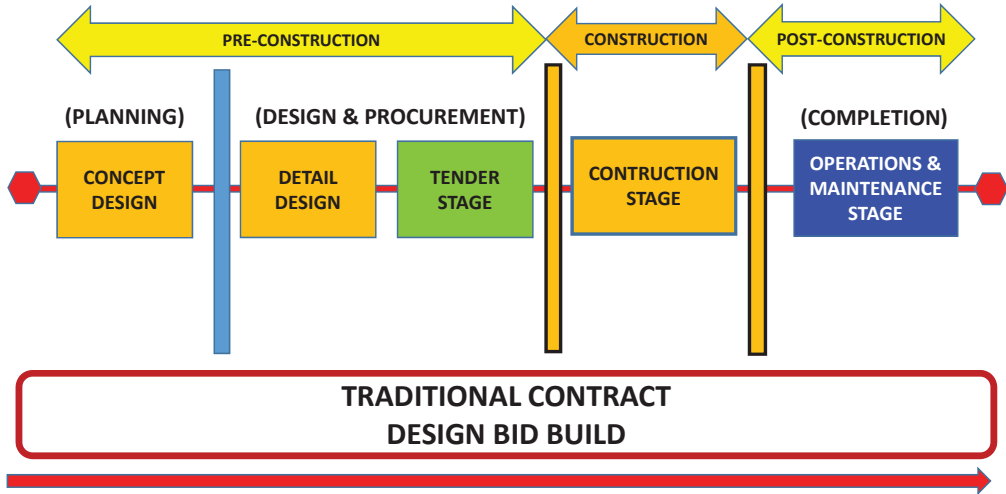 PRE-CONSTRUCTION
CONSTRUCTION
POST-CONSTRUCTION
(PLANNING)
(DESIGN & PROCUREMENT)
(COMPLETION)
CONCEPT
DESIGN
DETAIL
DESIGN
TENDER
STAGE
CONTRUCTION
STAGE
OPERATIONS &
MAINTENANCE
STAGE
TRADITIONAL CONTRACT
DESIGN BID BUILD